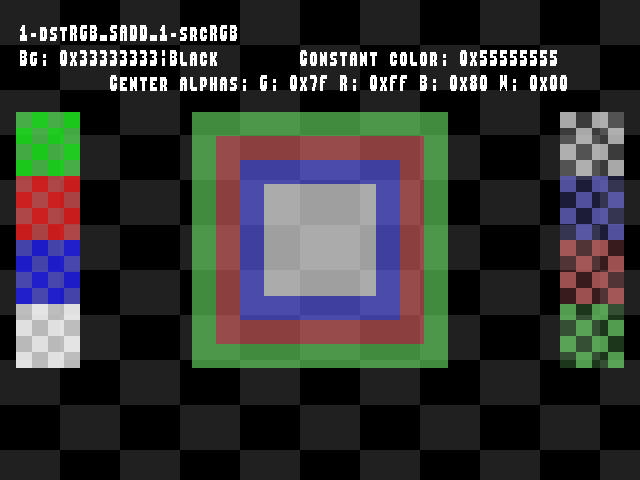 1-dstRGB_SADD_1-srcRGB
Bg: 0x33333333|Black Constant color: 0x55555555
Center alphas: G: 0x7F R: 0xFF B: 0x80 W: 0x00